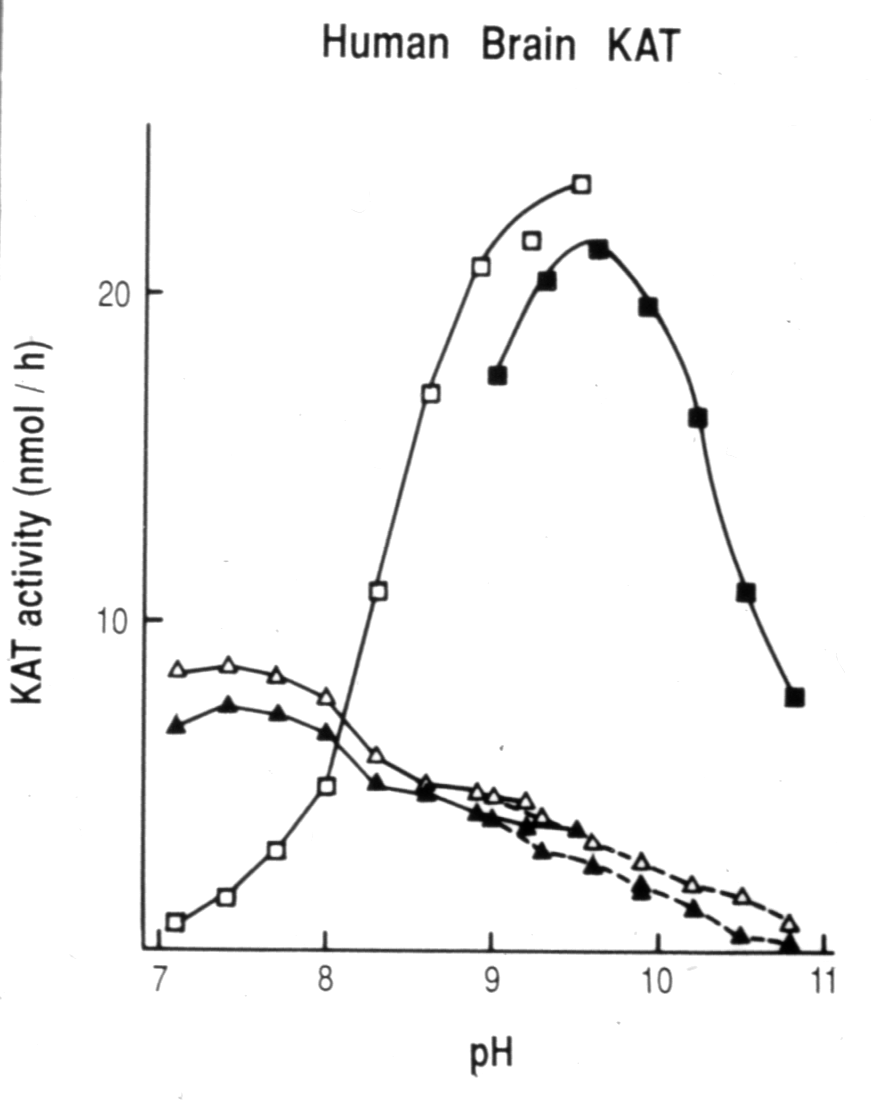 Human Brain KAT
KAT activity (nmol / h)
20
10
7 8 9 10 11
pH